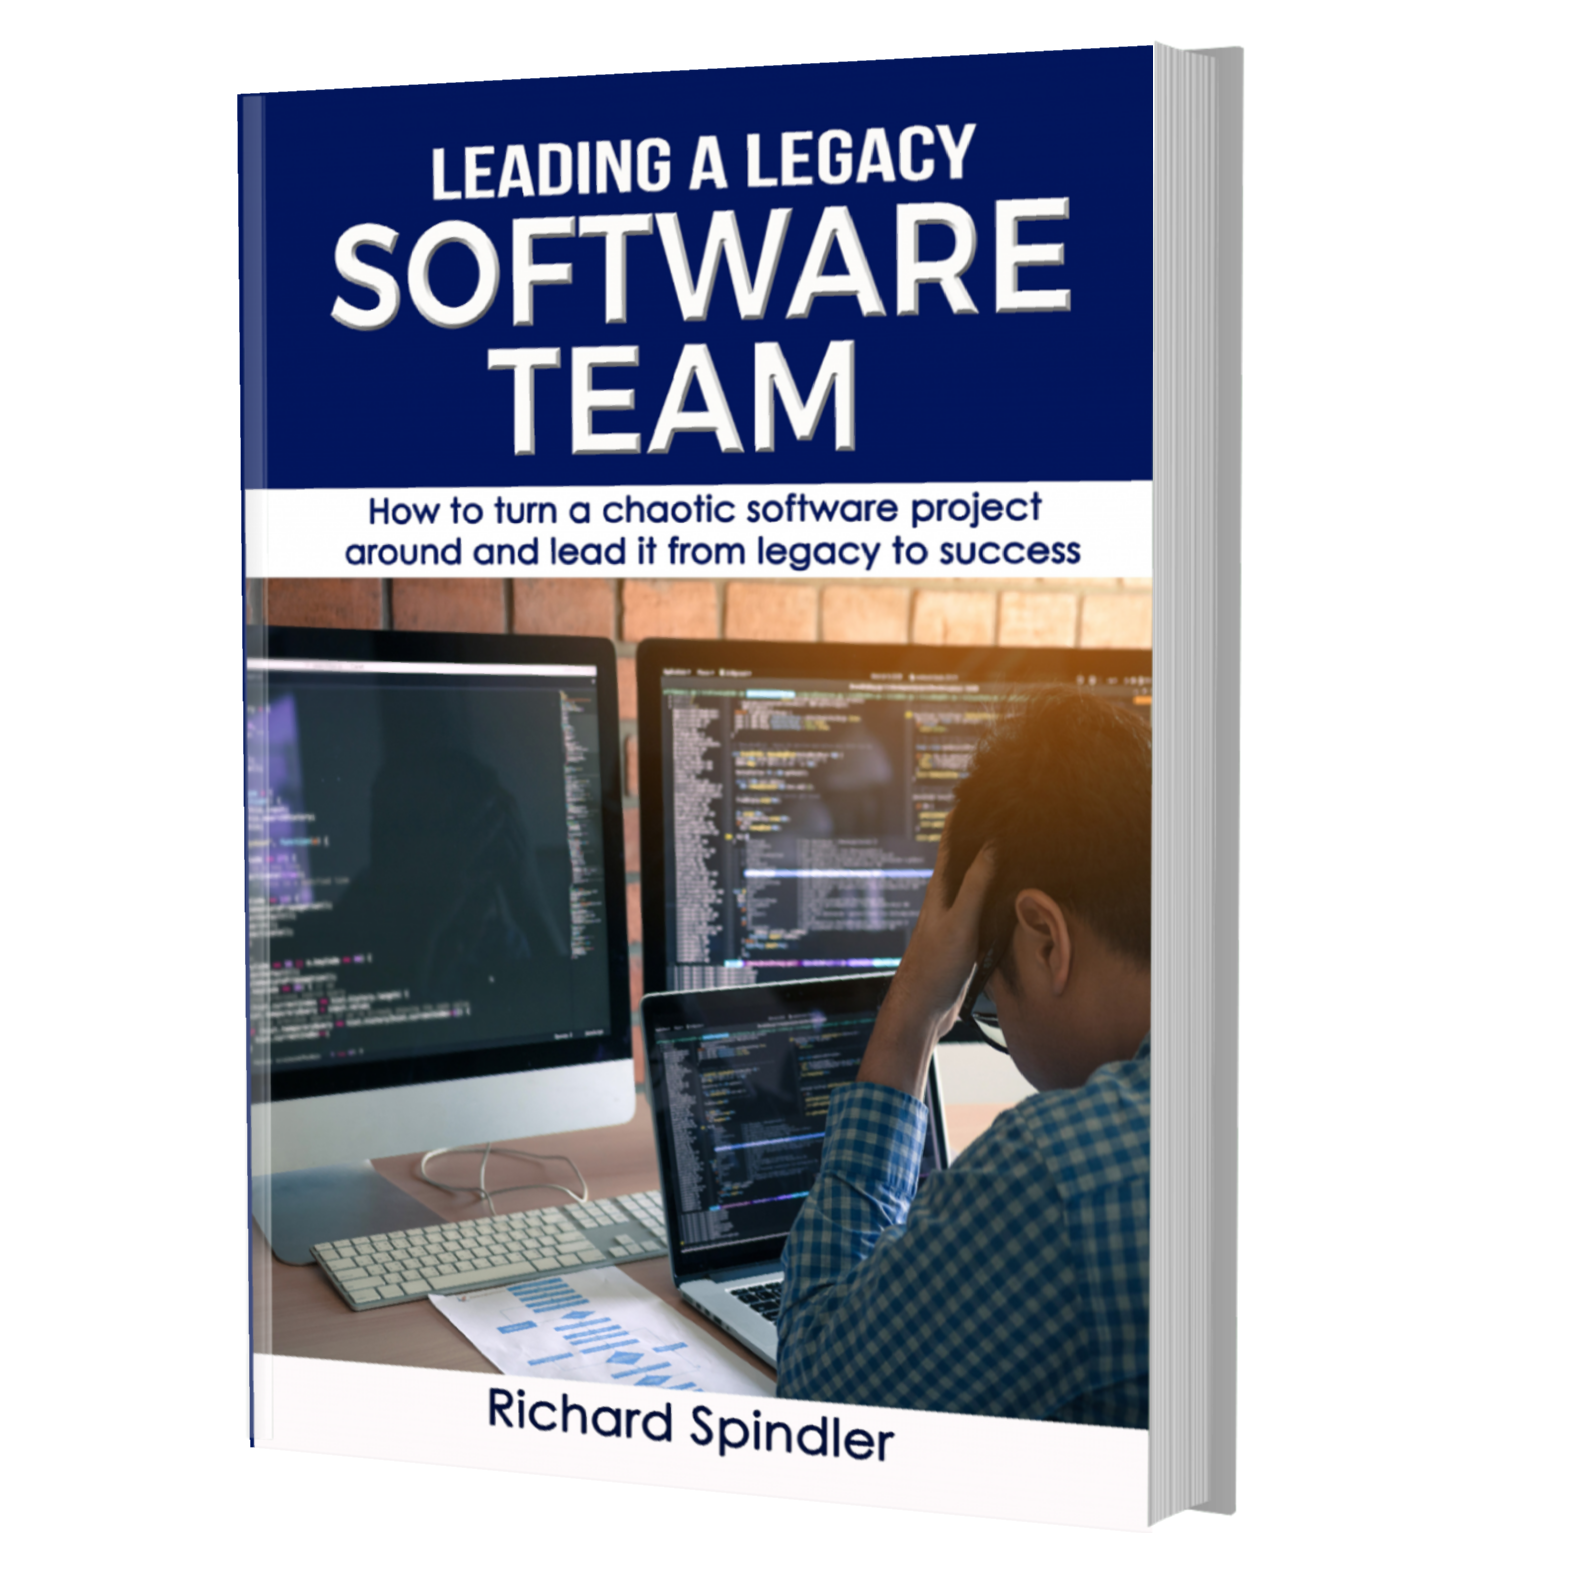 LEADING A LEGACY
SOFTWARE
TEAM
How to turn a chaotic software project
around and lead it from legacy to success
Richard Spindler